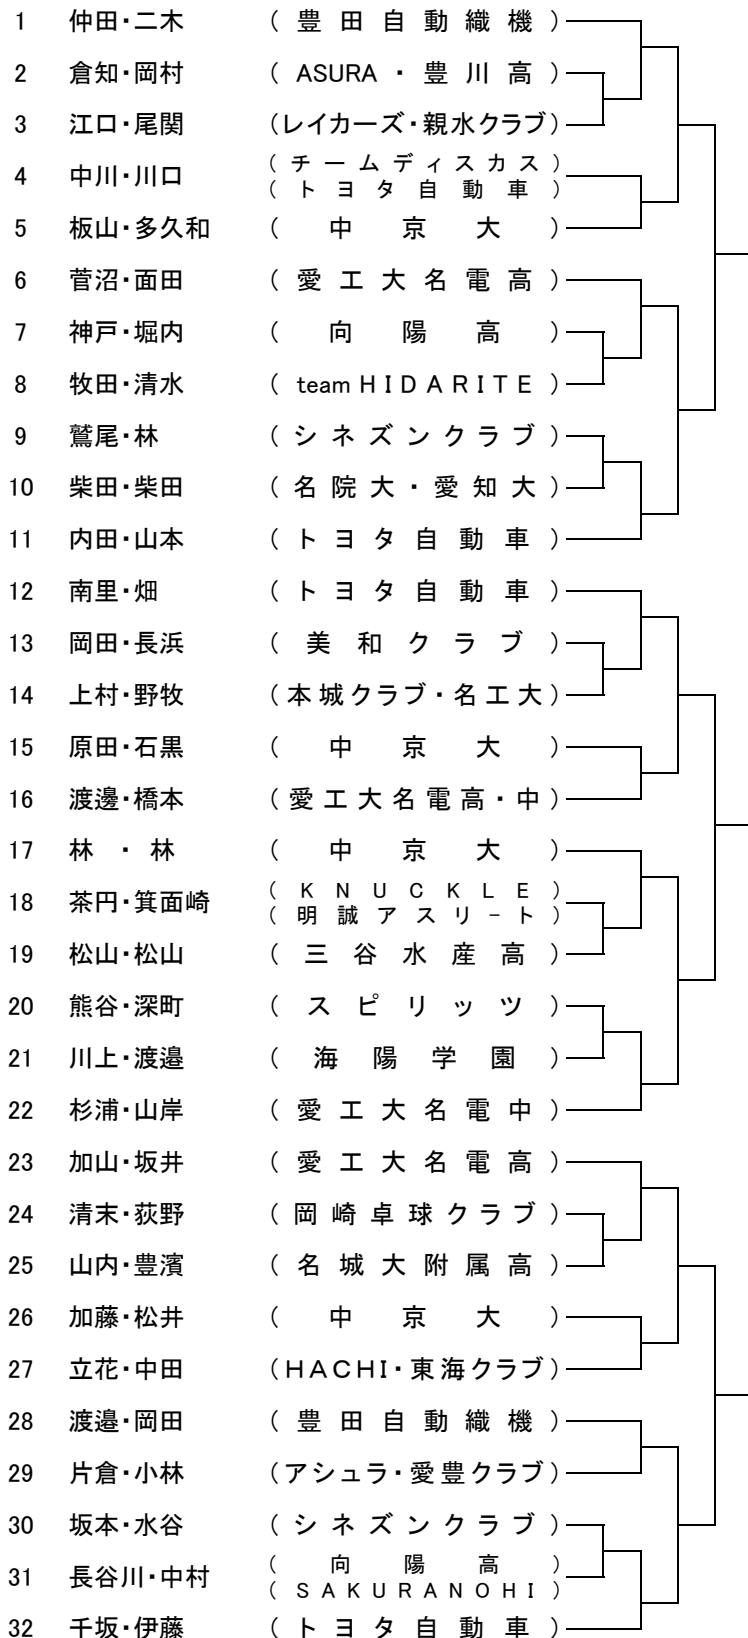 1 仲田・二木 (豊田自動織機)
2 倉知・岡村 (ASURA・豊川高)
3 江口・尾関 (レイカーズ・親水クラブ)
4 中川・川口 (チームディスカス)
(トヨタ自動車)
5 板山・多久和 (中京大)
6 菅沼・面田 (愛工大名電高)
7 神戸・堀内 (向陽高)
8 牧田・清水 (team HIDARITE)
9 鷲尾・林 (シネズンクラブ)
10 柴田・柴田 (名院大・愛知大)
11 内田・山本 (トヨタ自動車)
12 南里・畑 (トヨタ自動車)
13 岡田・長浜 (美和クラブ)
14 上村・野牧 (本城クラブ・名工大)
15 原田・石黒 (中京大)
16 渡邊・橋本 (愛工大名電高・中)
17 林・林 (中京大)
18 茶円・箕面崎 (KNUCKLE)
(明誠アスリ－ト)
19 松山・松山 (三谷水産高)
20 熊谷・深町 (スピリッツ)
21 川上・渡邉 (海陽学園)
22 杉浦・山岸 (愛工大名電中)
23 加山・坂井 (愛工大名電高)
24 清末・荻野 (岡崎卓球クラブ)
25 山内・豊濱 (名城大附属高)
26 加藤・松井 (中京大)
27 立花・中田 (HACHI・東海クラブ)
28 渡邉・岡田 (豊田自動織機)
29 片倉・小林 (アシュラ・愛豊クラブ)
30 坂本・水谷 (シネズンクラブ)
31 長谷川・中村 (向陽高)
(SAKURANOHI)
32 千坂・伊藤 (トヨタ自動車)